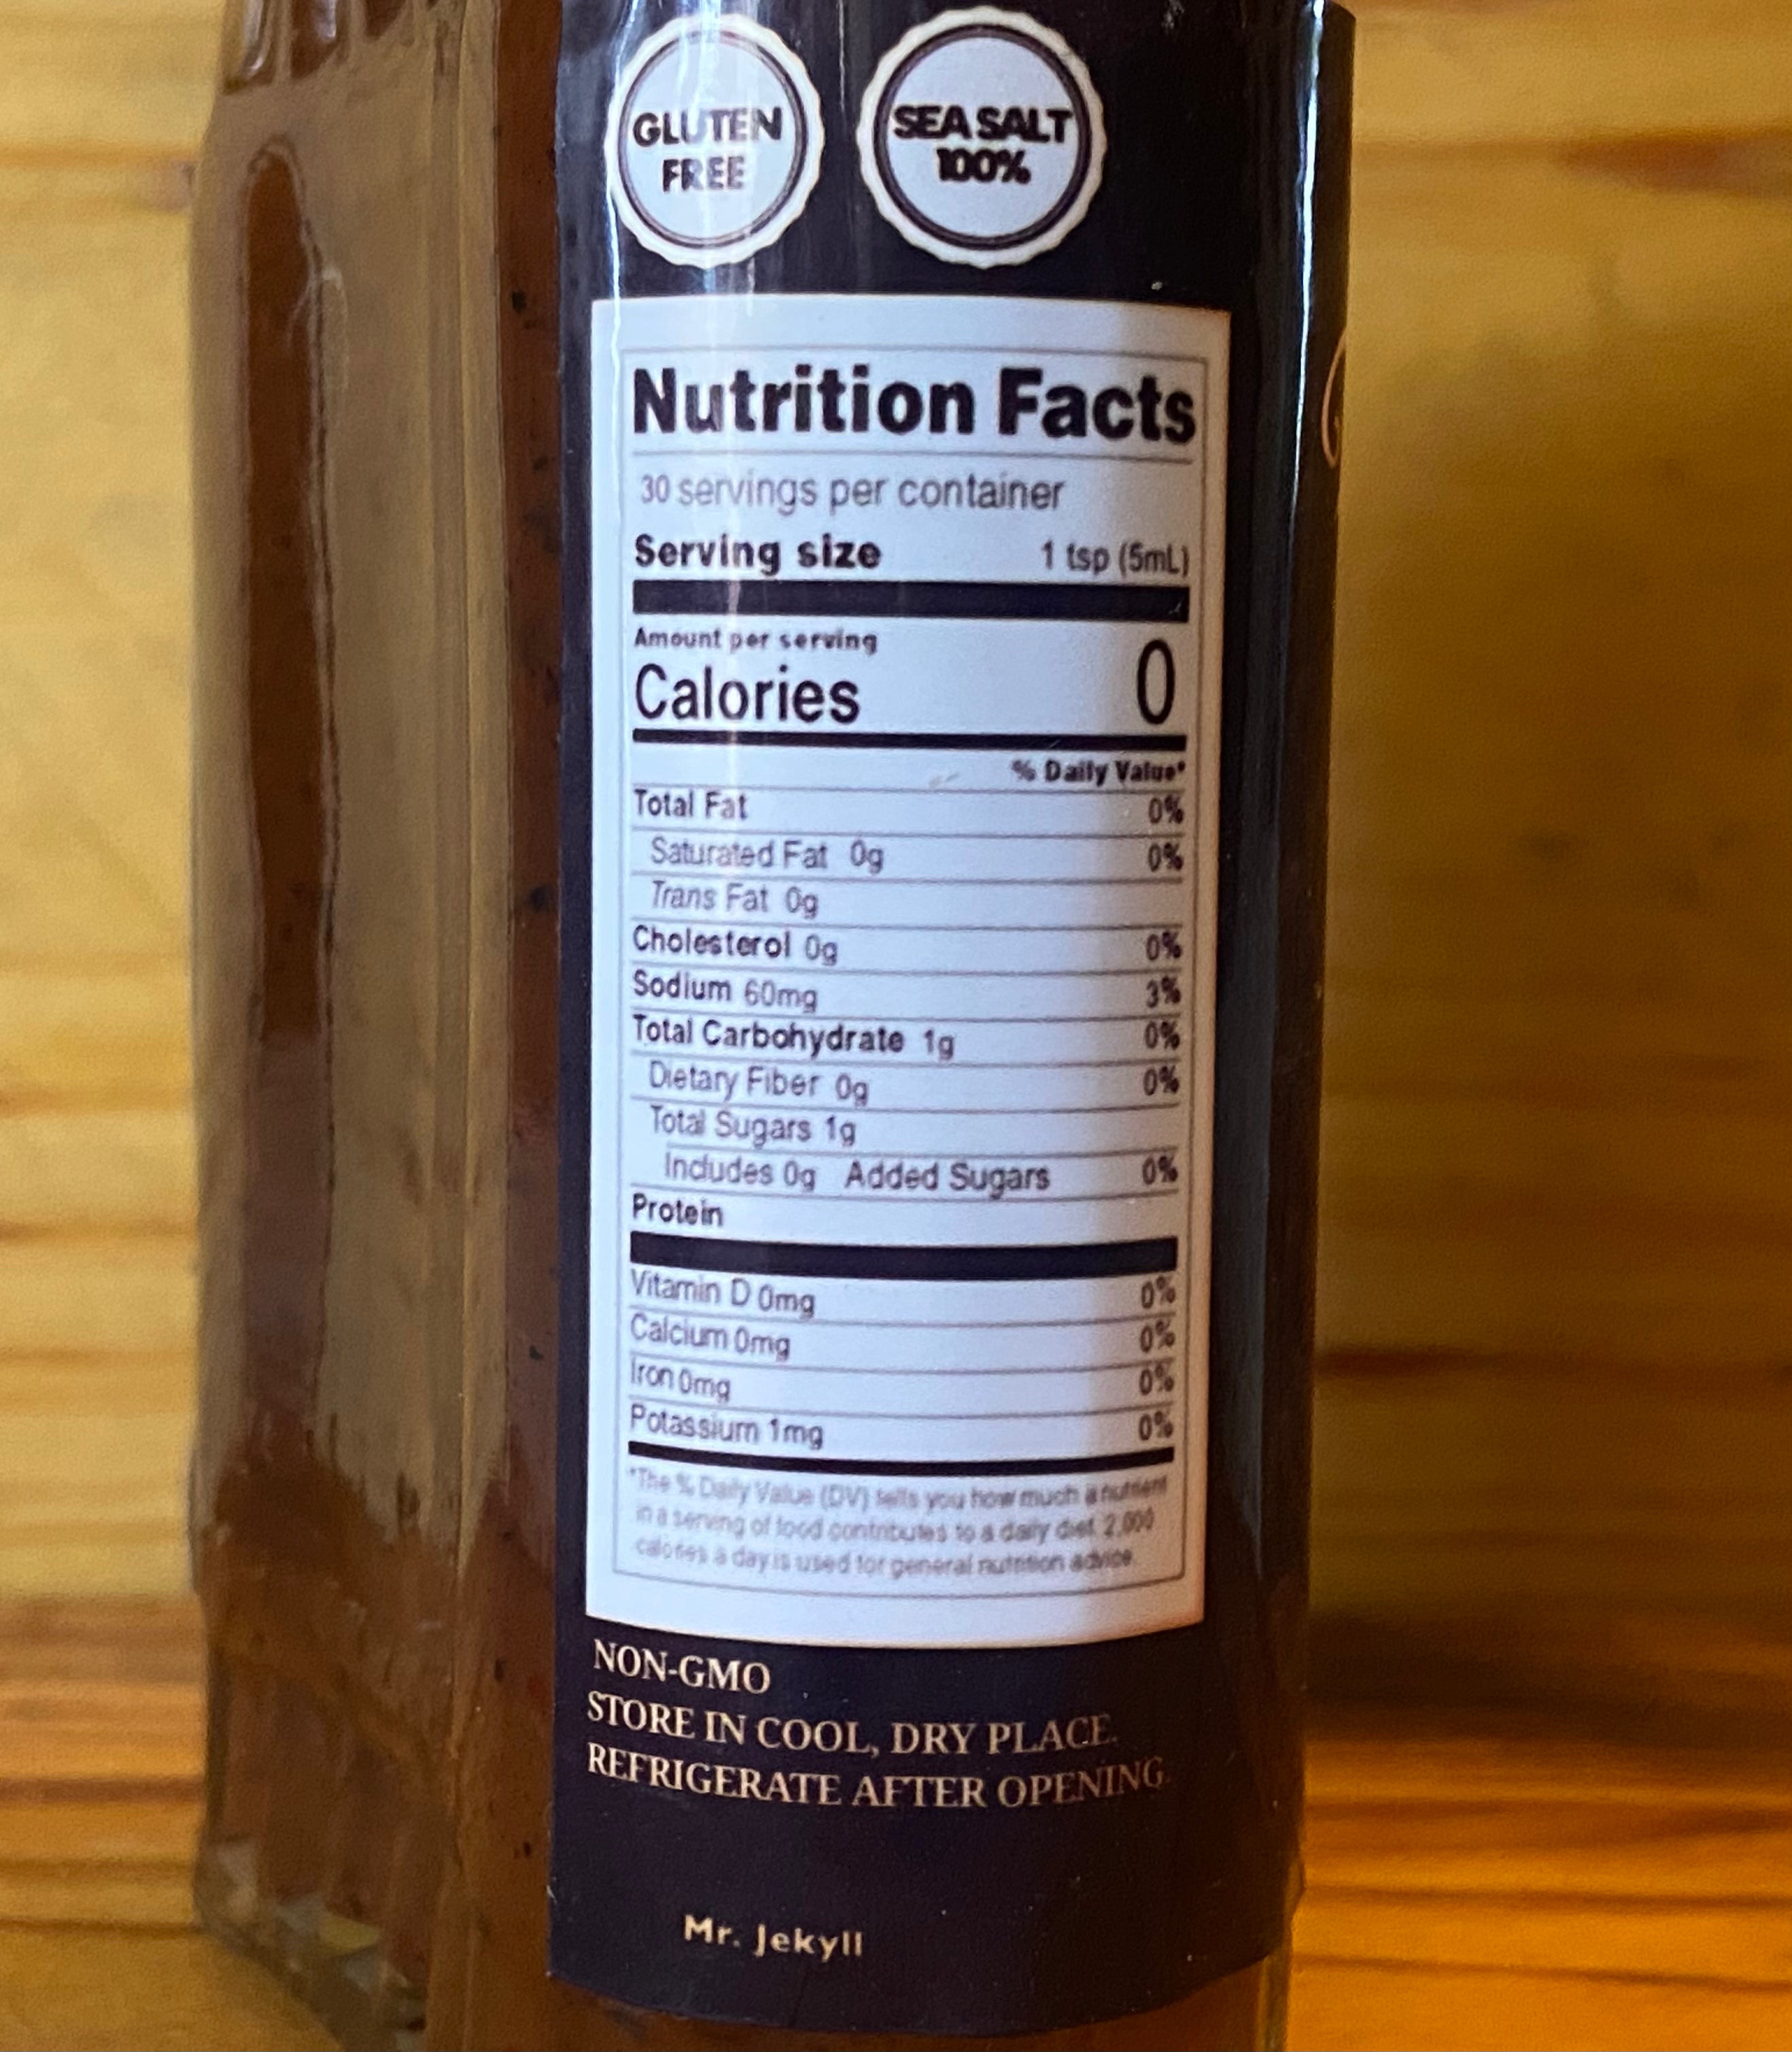 GLUTEN
FREE
SEA SALT
100%
Nutrition Facts
30 servings per container
Serving size 1 tsp (5mL)
Amount per serving
Calories 0
% Daily Value*
Total Fat 0%
Saturated Fat 0g 0%
Trans Fat 0g
Cholesterol 0g 0%
Sodium 60mg 3%
Total Carbohydrate 1g 0%
Dietary Fiber 0g 0%
Total Sugars 1g
Includes 0g Added Sugars 0%
Protein
Vitamin D 0mg 0%
Calcium 0mg 0%
Iron 0mg 0%
Potassium 1mg 0%
*The % Daily Value (DV) tells you how much a nutrient
in a serving of food contributes to a daily diet. 2,000
calories a day is used for general nutrition advice.
NON-GMO
STORE IN COOL, DRY PLACE.
REFRIGERATE AFTER OPENING.
Mr. Jekyll